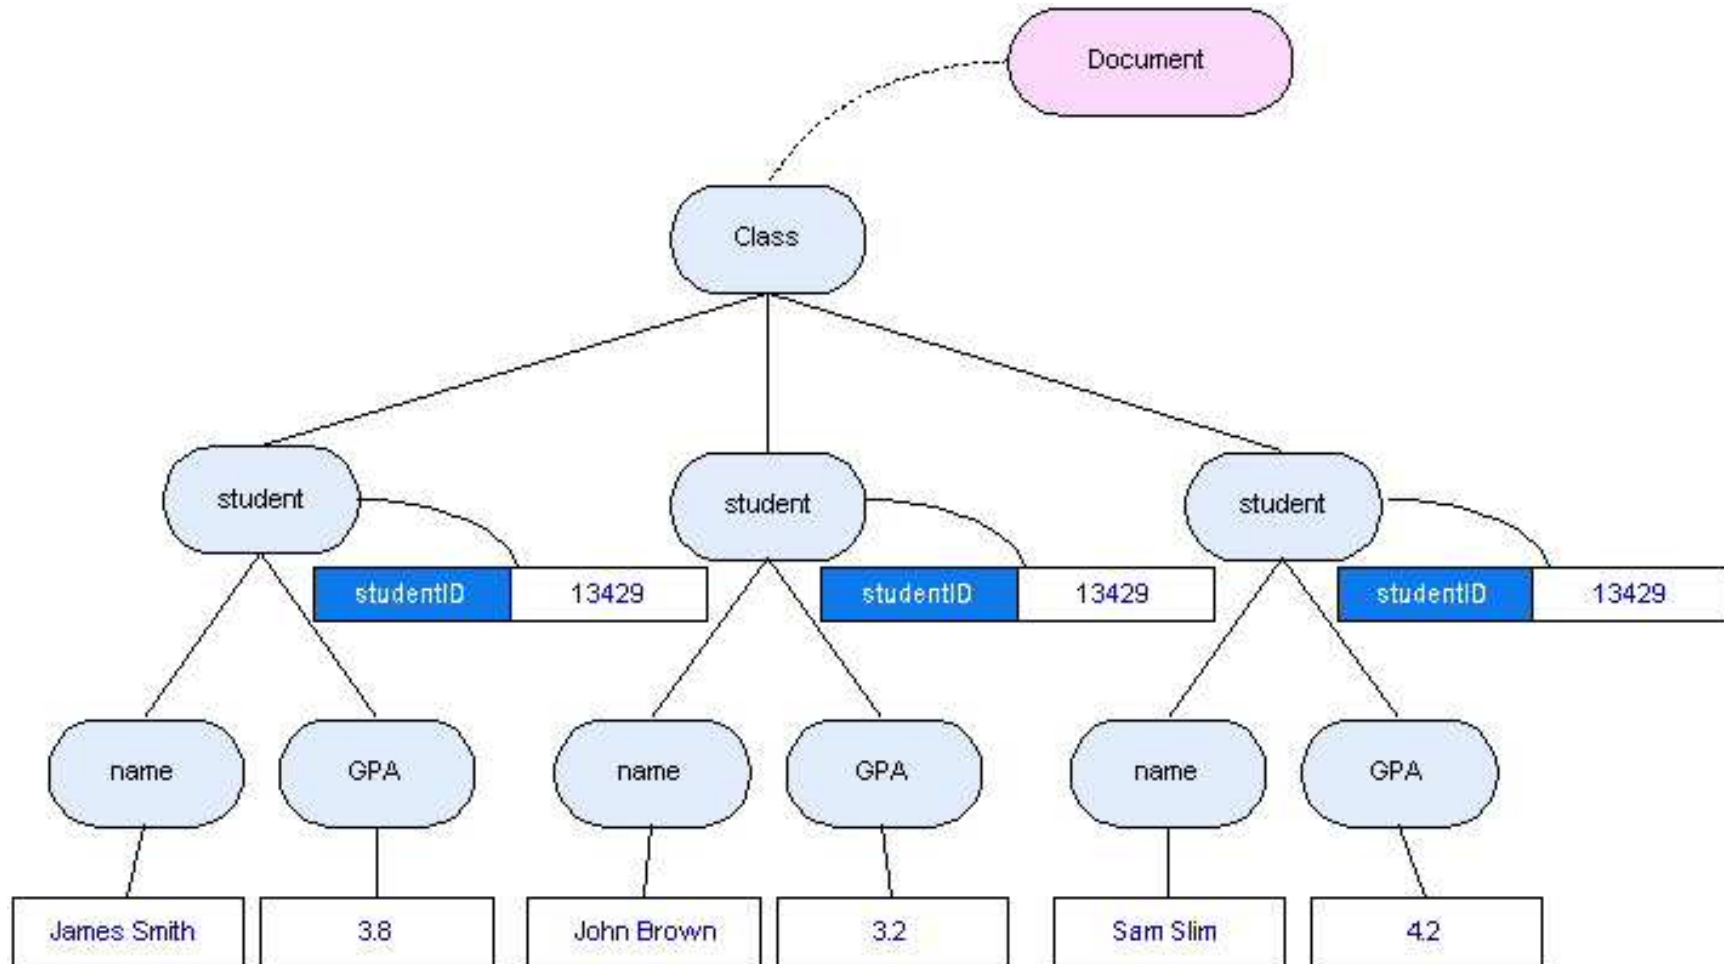 Document
Class
student
student
student
studentID 13429
studentID 13429
studentID 13429
name
GPA
name
GPA
name
GPA
James Smith
3.8
John Brown
3.2
Sam Slim
4.2